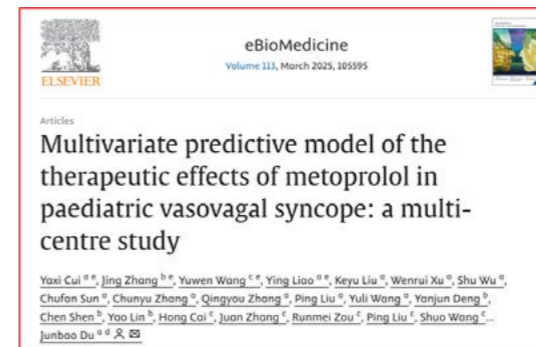 ELSEVIER
eBioMedicine
Volume 113, March 2025, 105595
Articles
Multivariate predictive model of the
therapeutic effects of metoprolol in
paediatric vasovagal syncope: a multi-
centre study
Yaxi Cui a e, Jing Zhang b e, Yuwen Wang c e, Ying Liao a e, Keyu Liu a, Wenrui Xu a, Shu Wu a,
Chufan Sun a, Chunyu Zhang a, Qingyou Zhang a, Ping Liu a, Yuli Wang a, Yanjun Deng b,
Chen Shen b, Yao Lin b, Hong Cai c, Juan Zhang c, Runmei Zou c, Ping Liu c, Shuo Wang c...
Junbao Du a d